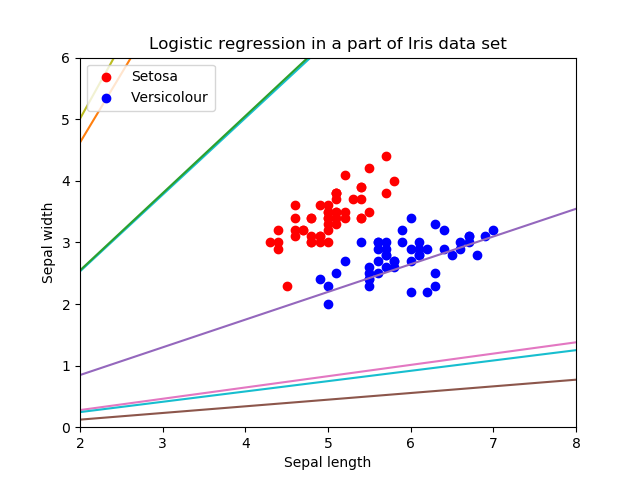 Logistic regression in a part of Iris data set
Setosa
Versicolour
Sepal width
6
5
4
3
2
1
0
2 3 4 5 6 7 8
Sepal length